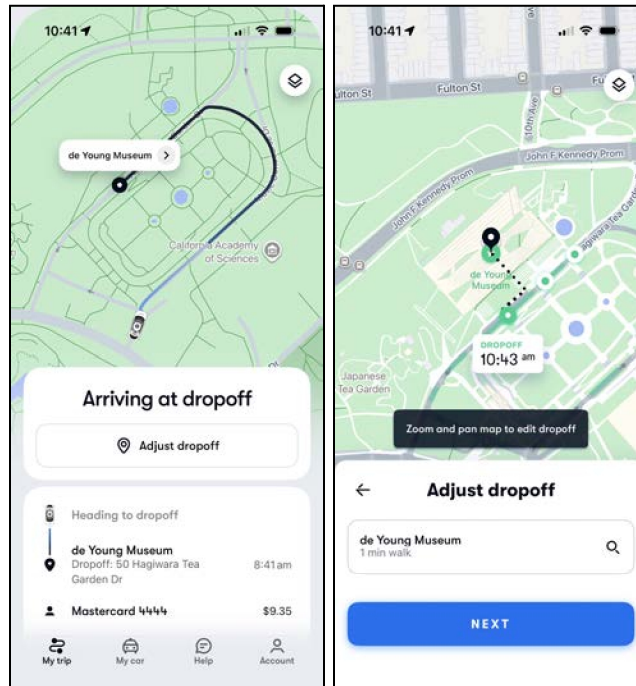 10:41
de Young Museum
California Academy
of Sciences
Arriving at dropoff
Adjust dropoff
Heading to dropoff
de Young Museum
Dropoff: 50 Hagiwara Tea
Garden Dr
8:41am
Mastercard 4444
$9.35
My trip
My car
Help
Account
10:41
ulton St
Fulton St
Fu
10th Ave
John F Kennedy Prom
John F Kennedy Prom
de Young
Museum
agiwara Tea Gard
DROPOFF
10:43 am
Japanese
Tea Garden
Zoom and pan map to edit dropoff
Adjust dropoff
de Young Museum
1 min walk
NEXT